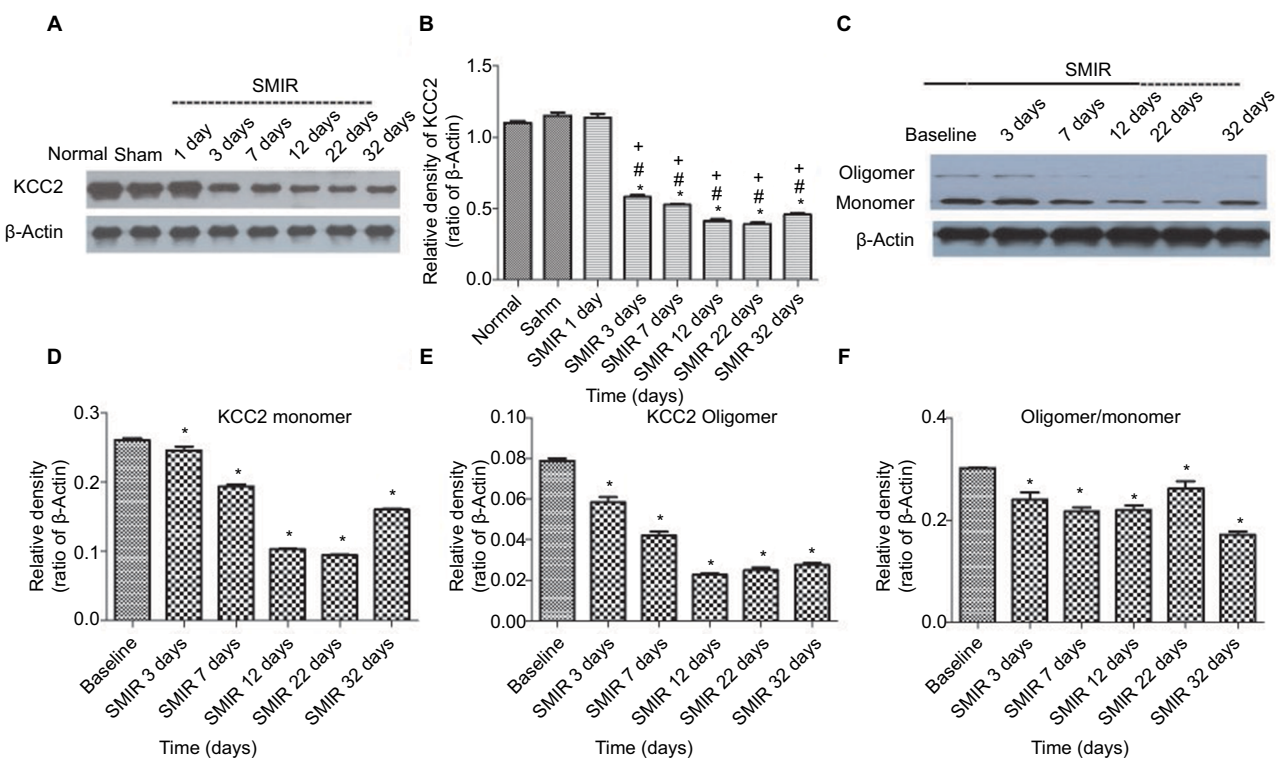 A
SMIR
Normal Sham 1 day 3 days 7 days 12 days 22 days 32 days
KCC2
β-Actin
B
Relative density of KCC2
(ratio of β-Actin)
1.5
1.0
0.5
0.0
+ + + + +
# # # # #
* * * * *
Normal Sahm SMIR 1 day SMIR 3 days SMIR 7 days SMIR 12 days SMIR 22 days SMIR 32 days
Time (days)
C
SMIR
Baseline 3 days 7 days 12 days 22 days 32 days
Oligomer
Monomer
β-Actin
D
KCC2 monomer
Relative density
(ratio of β-Actin)
0.3
0.2
0.1
0.0
* * * * *
Baseline SMIR 3 days SMIR 7 days SMIR 12 days SMIR 22 days SMIR 32 days
Time (days)
E
KCC2 Oligomer
Relative density
(ratio of β-Actin)
0.10
0.08
0.06
0.04
0.02
0.00
* * * * *
Baseline SMIR 3 days SMIR 7 days SMIR 12 days SMIR 22 days SMIR 32 days
Time (days)
F
Oligomer/monomer
Relative density
(ratio of β-Actin)
0.4
0.2
0.0
* * * * *
Baseline SMIR 3 days SMIR 7 days SMIR 12 days SMIR 22 days SMIR 32 days
Time (days)